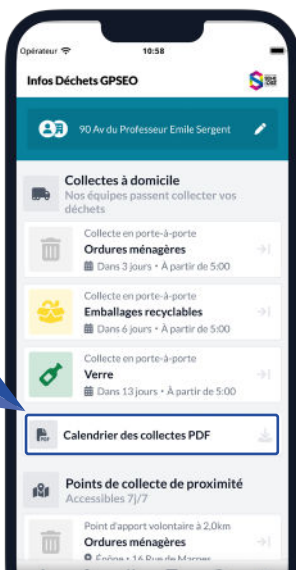 Opérateur
10:58
Infos Déchets GPSEO
90 Av du Professeur Emile Sergent
Collectes à domicile
Nos équipes passent collecter vos
déchets
Collecte en porte-à-porte
Ordures ménagères
Dans 3 jours • À partir de 5:00
Collecte en porte-à-porte
Emballages recyclables
Dans 6 jours • À partir de 5:00
Collecte en porte-à-porte
Verre
Dans 13 jours • À partir de 5:00
PDF
Calendrier des collectes PDF
Points de collecte de proximité
Accessibles 7j/7
Point d'apport volontaire à 2,0km
Ordures ménagères
Épône • 16 Rue de Marnes